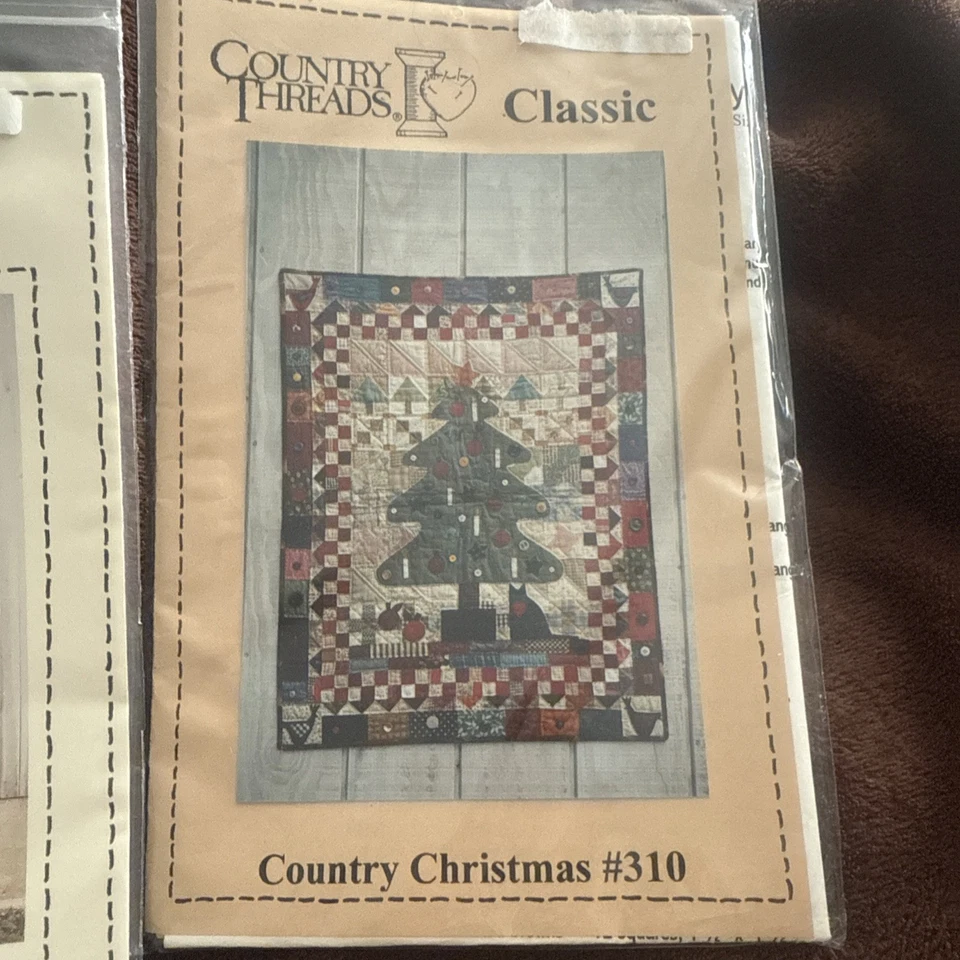 COUNTRY
THREADS®
Classic
Country Christmas #310